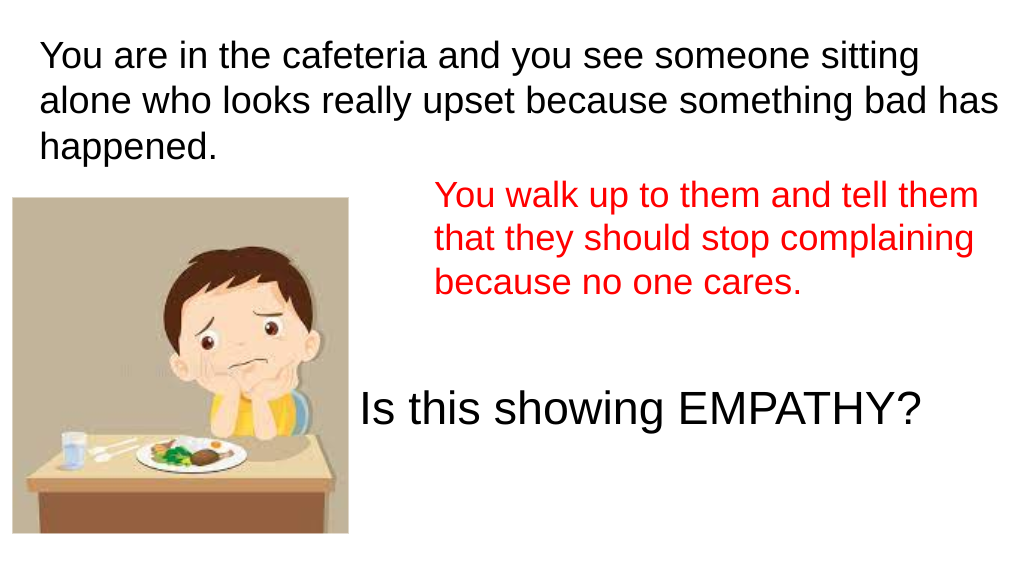 You are in the cafeteria and you see someone sitting
alone who looks really upset because something bad has
happened.
You walk up to them and tell them
that they should stop complaining
because no one cares.
Is this showing EMPATHY?